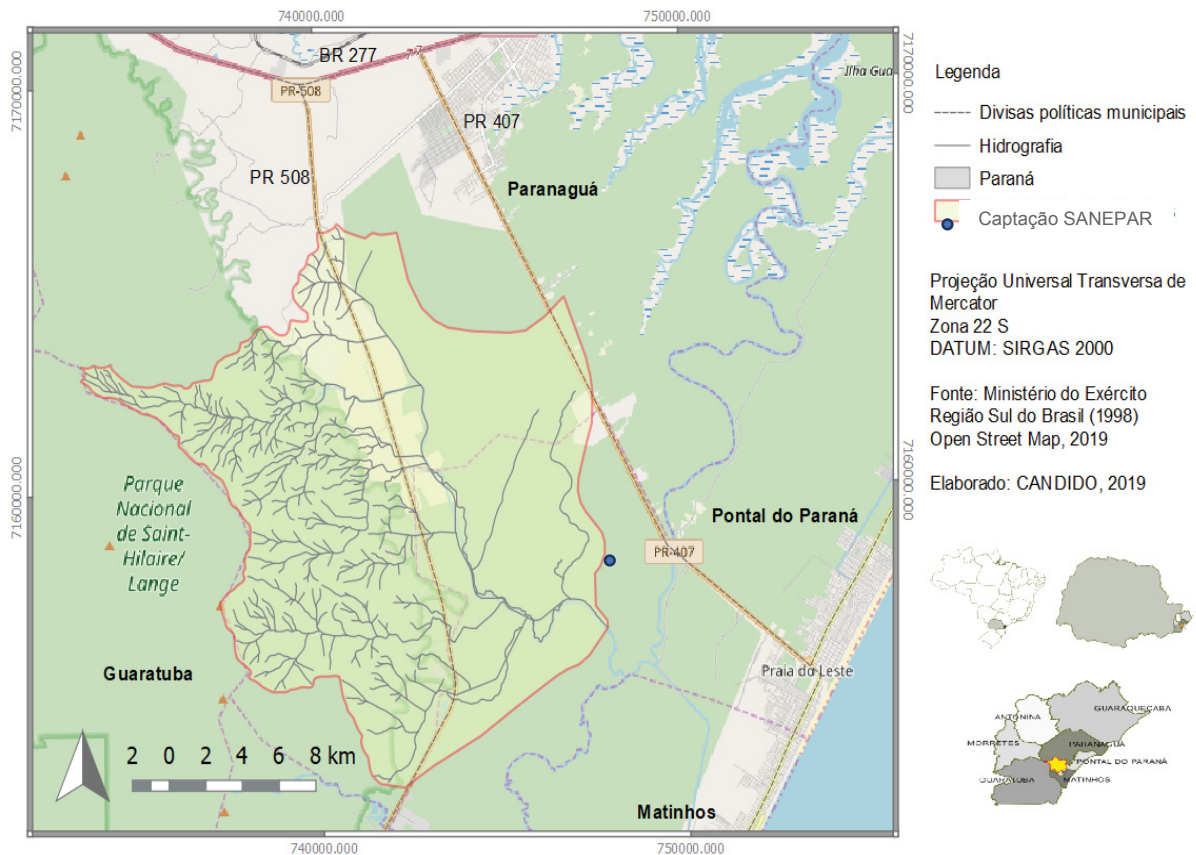 740000.000
750000.000
7170000.000
7170000.000
BR 277
PR-508
PR 407
PR 508
Paranaguá
Ilha Gua
7160000.000
7160000.000
Parque
Nacional
de Saint-
Hilaire/
Lange
Pontal do Paraná
PR-407
Guaratuba
Praia do Leste
2 0 2 4 6 8 km
Matinhos
740000.000
750000.000
Legenda
Divisas políticas municipais
Hidrografia
Paraná
Captação SANEPAR
Projeção Universal Transversa de
Mercator
Zona 22 S
DATUM: SIRGAS 2000
Fonte: Ministério do Exército
Região Sul do Brasil (1998)
Open Street Map, 2019
Elaborado: CANDIDO, 2019
GUARAQUEÇABA
ANTONINA
MORRETES
PARANAGUÁ
PONTAL DO PARANÁ
GUARATUBA
MATINHOS